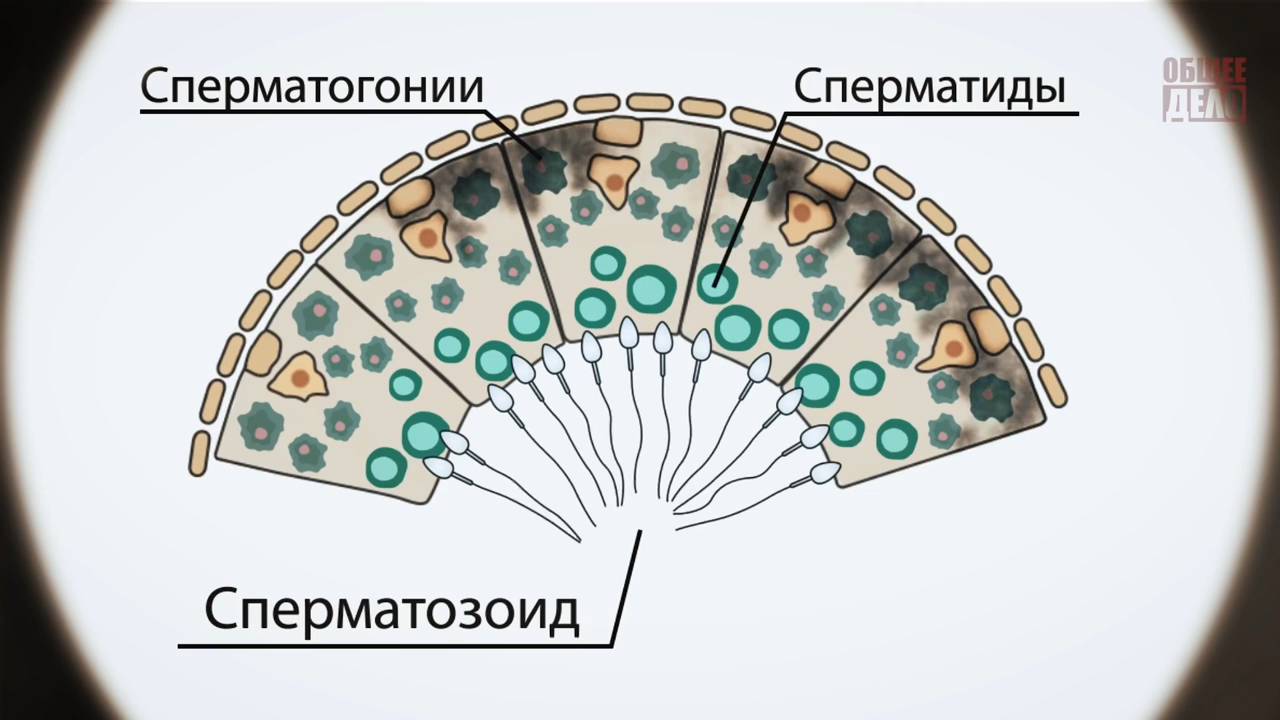 Сперматогонии
Сперматиды
ОБЩЕЕ
ДЕЛО
Сперматозоид